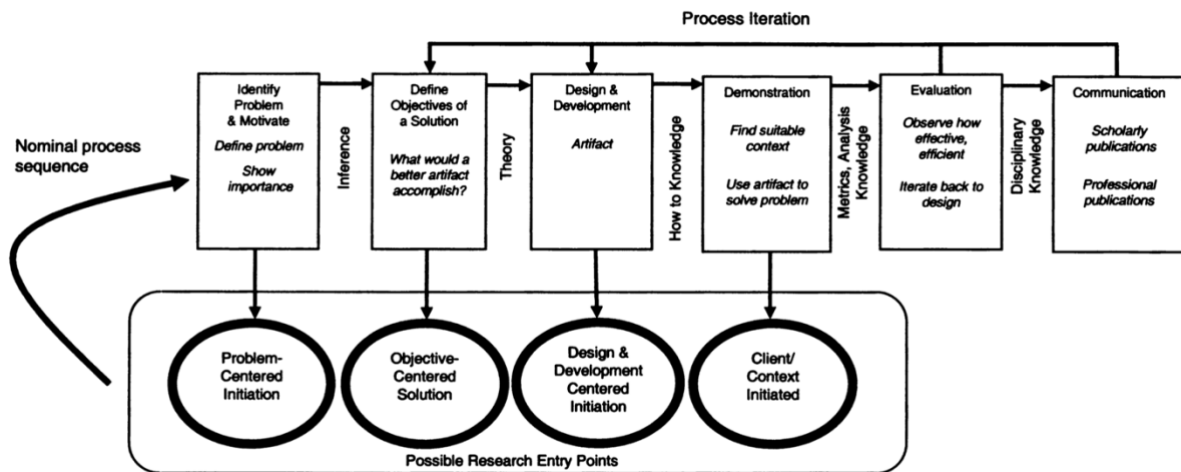 Process Iteration
Nominal process
sequence
Identify
Problem
& Motivate
Define problem
Show
importance
Inference
Define
Objectives of
a Solution
What would a
better artifact
accomplish?
Theory
Design &
Development
Artifact
How to Knowledge
Demonstration
Find suitable
context
Use artifact to
solve problem
Metrics, Analysis
Knowledge
Evaluation
Observe how
effective,
efficient
Iterate back to
design
Disciplinary
Knowledge
Communication
Scholarly
publications
Professional
publications
Problem-
Centered
Initiation
Objective-
Centered
Solution
Design &
Development
Centered
Initiation
Client/
Context
Initiated
Possible Research Entry Points